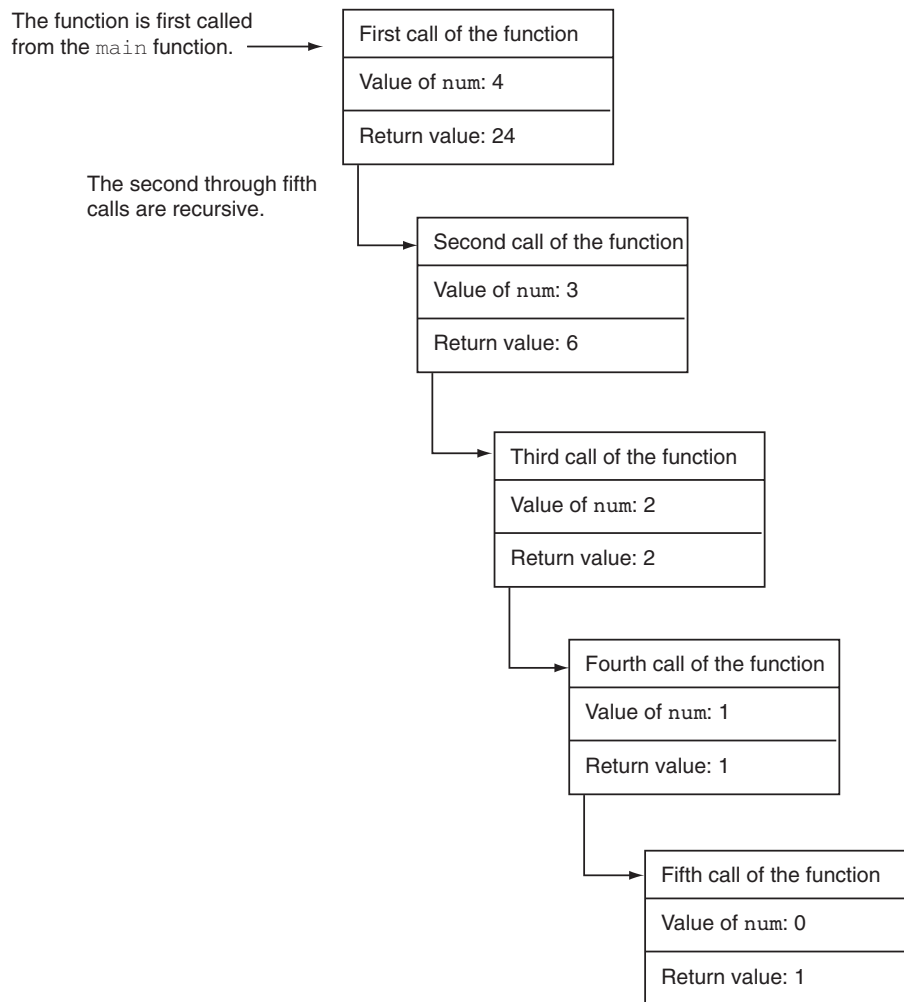 The function is first called
from the main function.
First call of the function
Value of num: 4
Return value: 24
The second through fifth
calls are recursive.
Second call of the function
Value of num: 3
Return value: 6
Third call of the function
Value of num: 2
Return value: 2
Fourth call of the function
Value of num: 1
Return value: 1
Fifth call of the function
Value of num: 0
Return value: 1